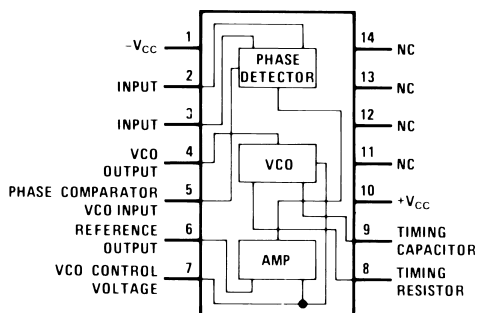 1
−VCC
2
INPUT
3
INPUT
4
VCO
OUTPUT
5
PHASE COMPARATOR
VCO INPUT
6
REFERENCE
OUTPUT
7
VCO CONTROL
VOLTAGE
PHASE
DETECTOR
VCO
AMP
14
NC
13
NC
12
NC
11
NC
10
+VCC
9
TIMING
CAPACITOR
8
TIMING
RESISTOR